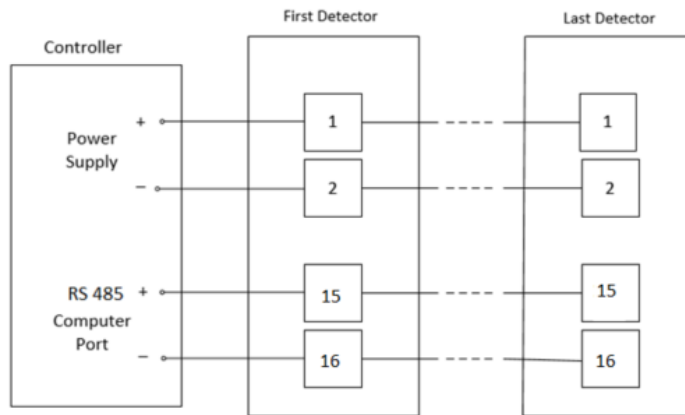 First Detector
Last Detector
Controller
+
1
1
Power
Supply
−
2
2
RS 485
+
15
15
Computer
Port
−
16
16